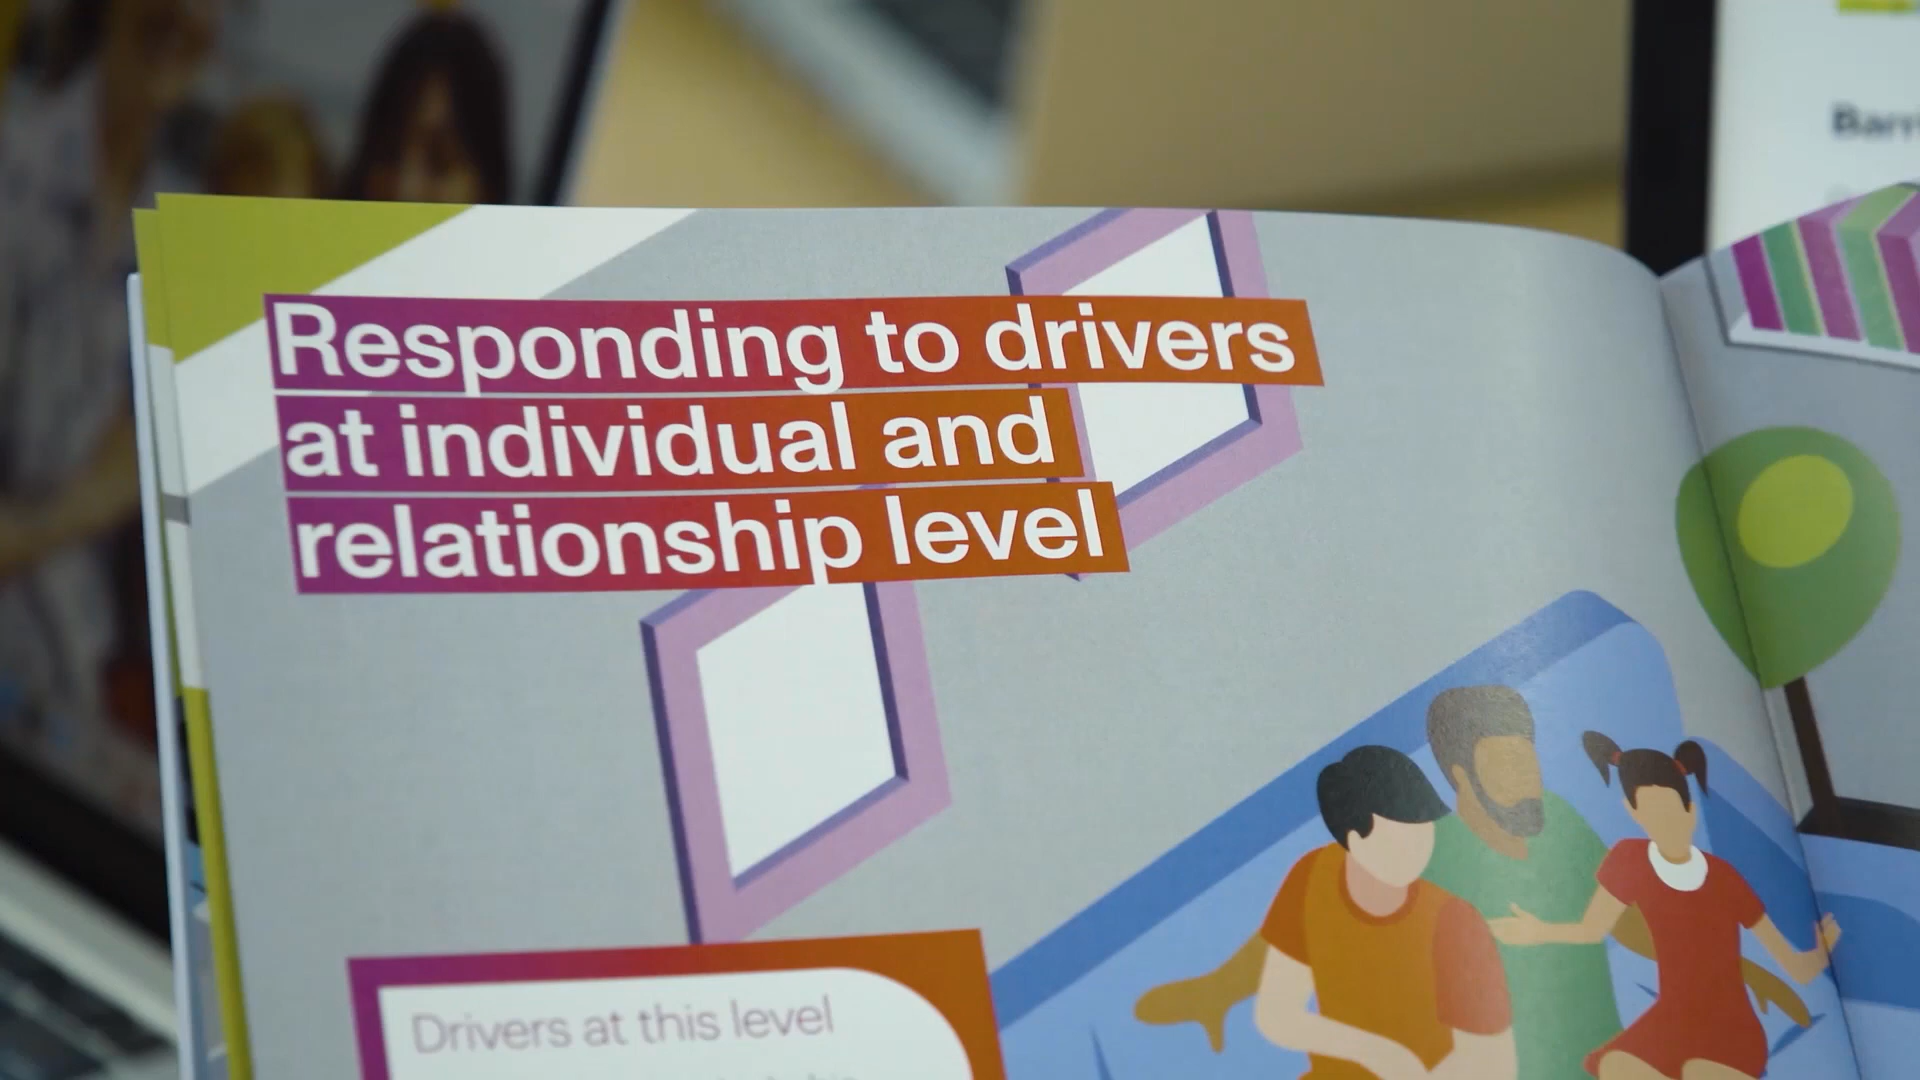 Responding to drivers
at individual and
relationship level
Drivers at this level